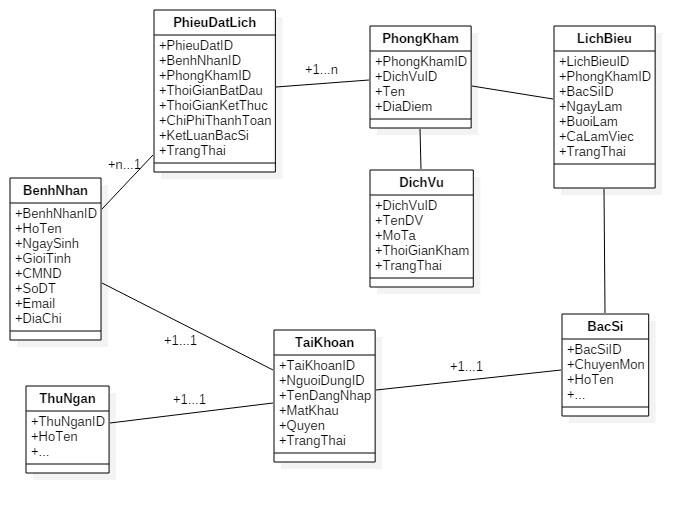 PhieuDatLich
+PhieuDatID
+BenhNhanID
+PhongKhamID
+ThoiGianBatDau
+ThoiGianKetThuc
+ChiPhiThanhToan
+KetLuanBacSi
+TrangThai
+1...n
PhongKham
+PhongKhamID
+DichVuID
+Ten
+DiaDiem
LichBieu
+LichBieuID
+PhongKhamID
+BacSiID
+NgayLam
+BuoiLam
+CaLamViec
+TrangThai
+n...1
BenhNhan
+BenhNhanID
+HoTen
+NgaySinh
+GioiTinh
+CMND
+SoDT
+Email
+DiaChi
DichVu
+DichVuID
+TenDV
+MoTa
+ThoiGianKham
+TrangThai
+1...1
TaiKhoan
+TaiKhoanID
+NguoiDungID
+TenDangNhap
+MatKhau
+Quyen
+TrangThai
+1...1
BacSi
+BacSiID
+ChuyenMon
+HoTen
+...
ThuNgan
+ThuNganID
+HoTen
+...
+1...1